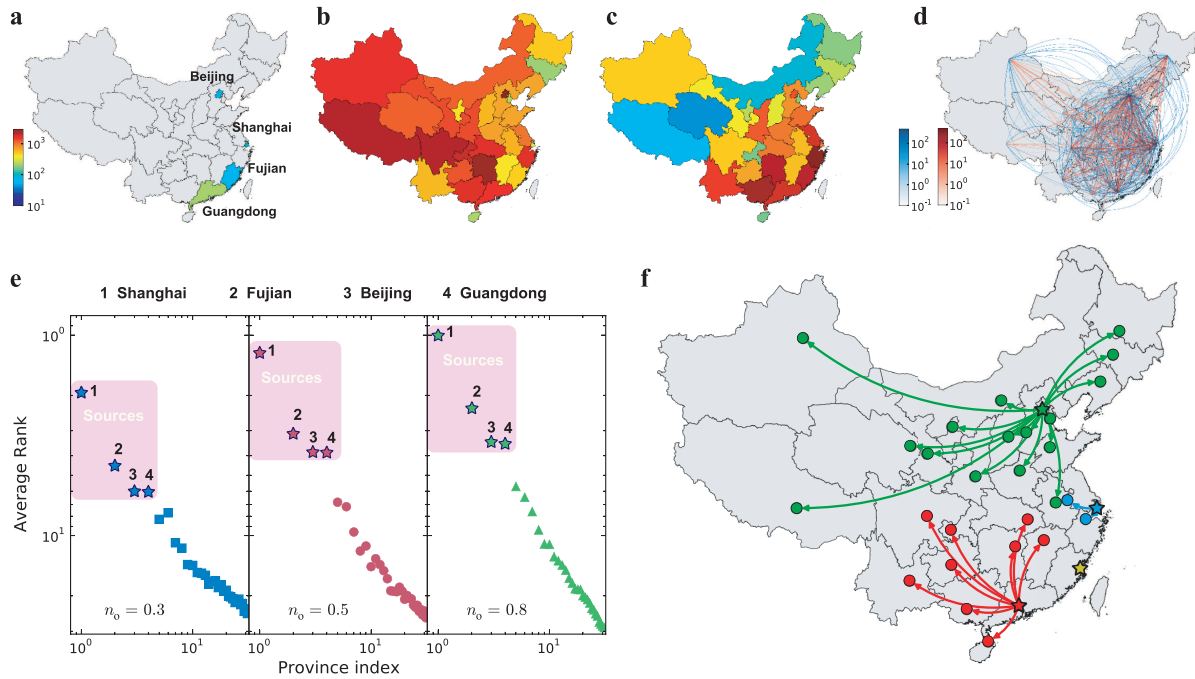 a
b
c
d
Beijing
Shanghai
Fujian
Guangdong
10³
10²
10¹
10²
10¹
10⁰
10⁻¹
10²
10¹
10⁰
10⁻¹
e
f
1 Shanghai
2 Fujian
3 Beijing
4 Guangdong
Average Rank
10⁰
10¹
1
Sources
2
3
4
nₒ = 0.3
1
Sources
2
3
4
nₒ = 0.5
1
Sources
2
3
4
nₒ = 0.8
10⁰
10¹
10⁰
10¹
10⁰
10¹
Province index